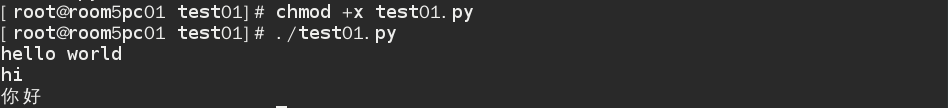 [root@room5pc01 test01]# chmod +x test01.py
[root@room5pc01 test01]# ./test01.py
hello world
hi
你好